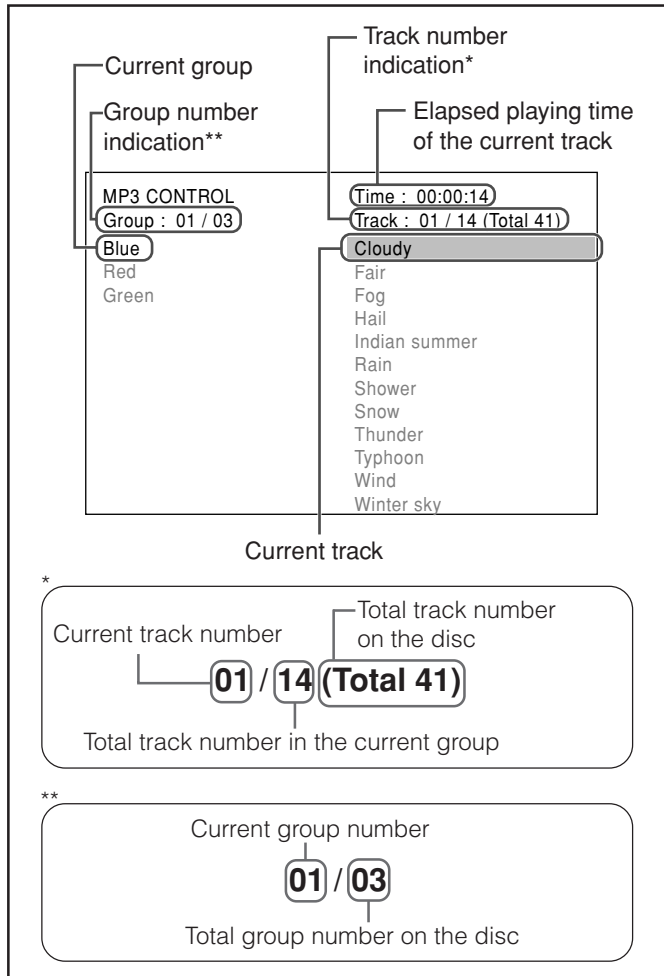 Track number
indication*
Current group
Group number
indication**
Elapsed playing time
of the current track
MP3 CONTROL
Group : 01 / 03
Blue
Red
Green
Time : 00:00:14
Track : 01 / 14 (Total 41)
Cloudy
Fair
Fog
Hail
Indian summer
Rain
Shower
Snow
Thunder
Typhoon
Wind
Winter sky
Current track
*
Total track number
on the disc
Current track number
01 / 14 (Total 41)
Total track number in the current group
**
Current group number
01 / 03
Total group number on the disc